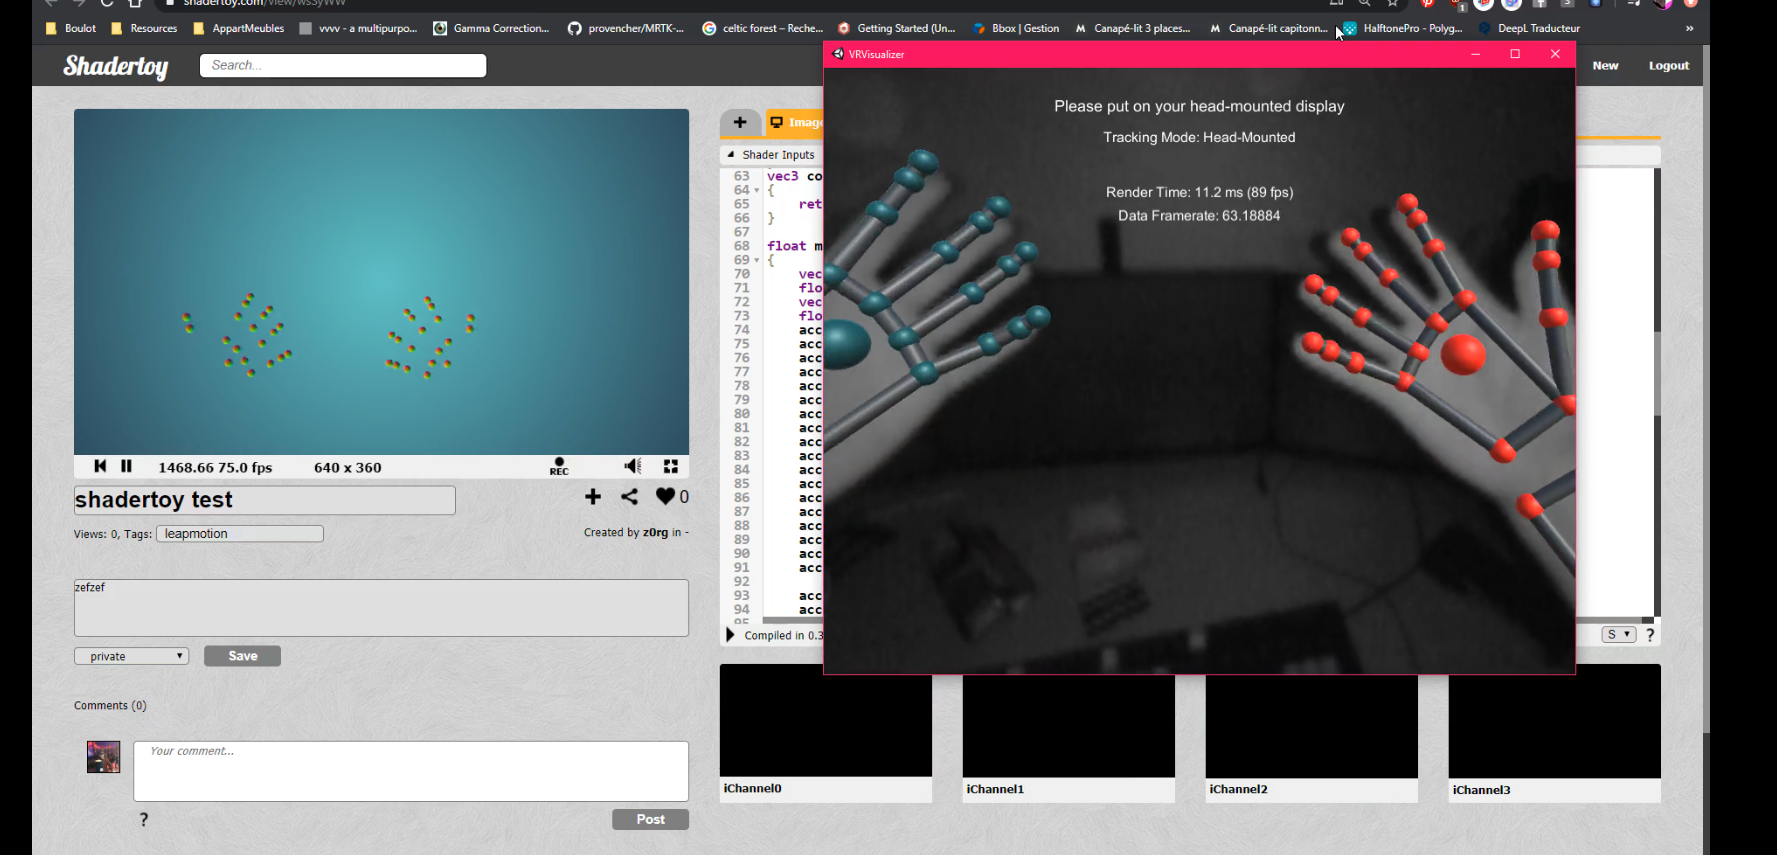 shadertoy.com/view/wsSyWW
Boulot
Resources
AppartMeubles
vvvv - a multipurpo...
Gamma Correction...
provencher/MRTK-...
celtic forest – Reche...
Getting Started (Un...
Bbox | Gestion
Canapé-lit 3 places...
Canapé-lit capitonn...
HalftonePro - Polyg...
DeepL Traducteur
»
Shadertoy
Search...
New
Logout
VRVisualizer
Please put on your head-mounted display
Tracking Mode: Head-Mounted
Render Time: 11.2 ms (89 fps)
Data Framerate: 63.18884
1468.66 75.0 fps
640 x 360
REC
shadertoy test
0
Views: 0, Tags: leapmotion
Created by z0rg in -
zefzef
private
Save
Comments (0)
Your comment...
?
Post
+
Imag
Shader Inputs
63 vec3 co
64 {
65 ret
66 }
67
68 float m
69 {
70 vec
71 flo
72 vec
73 flo
74 acc
75 acc
76 acc
77 acc
78 acc
79 acc
80 acc
81 acc
82 acc
83 acc
84 acc
85 acc
86 acc
87 acc
88 acc
89 acc
90 acc
91 acc
92
93 acc
94 acc
95
Compiled in 0.3
S
?
iChannel0
iChannel1
iChannel2
iChannel3